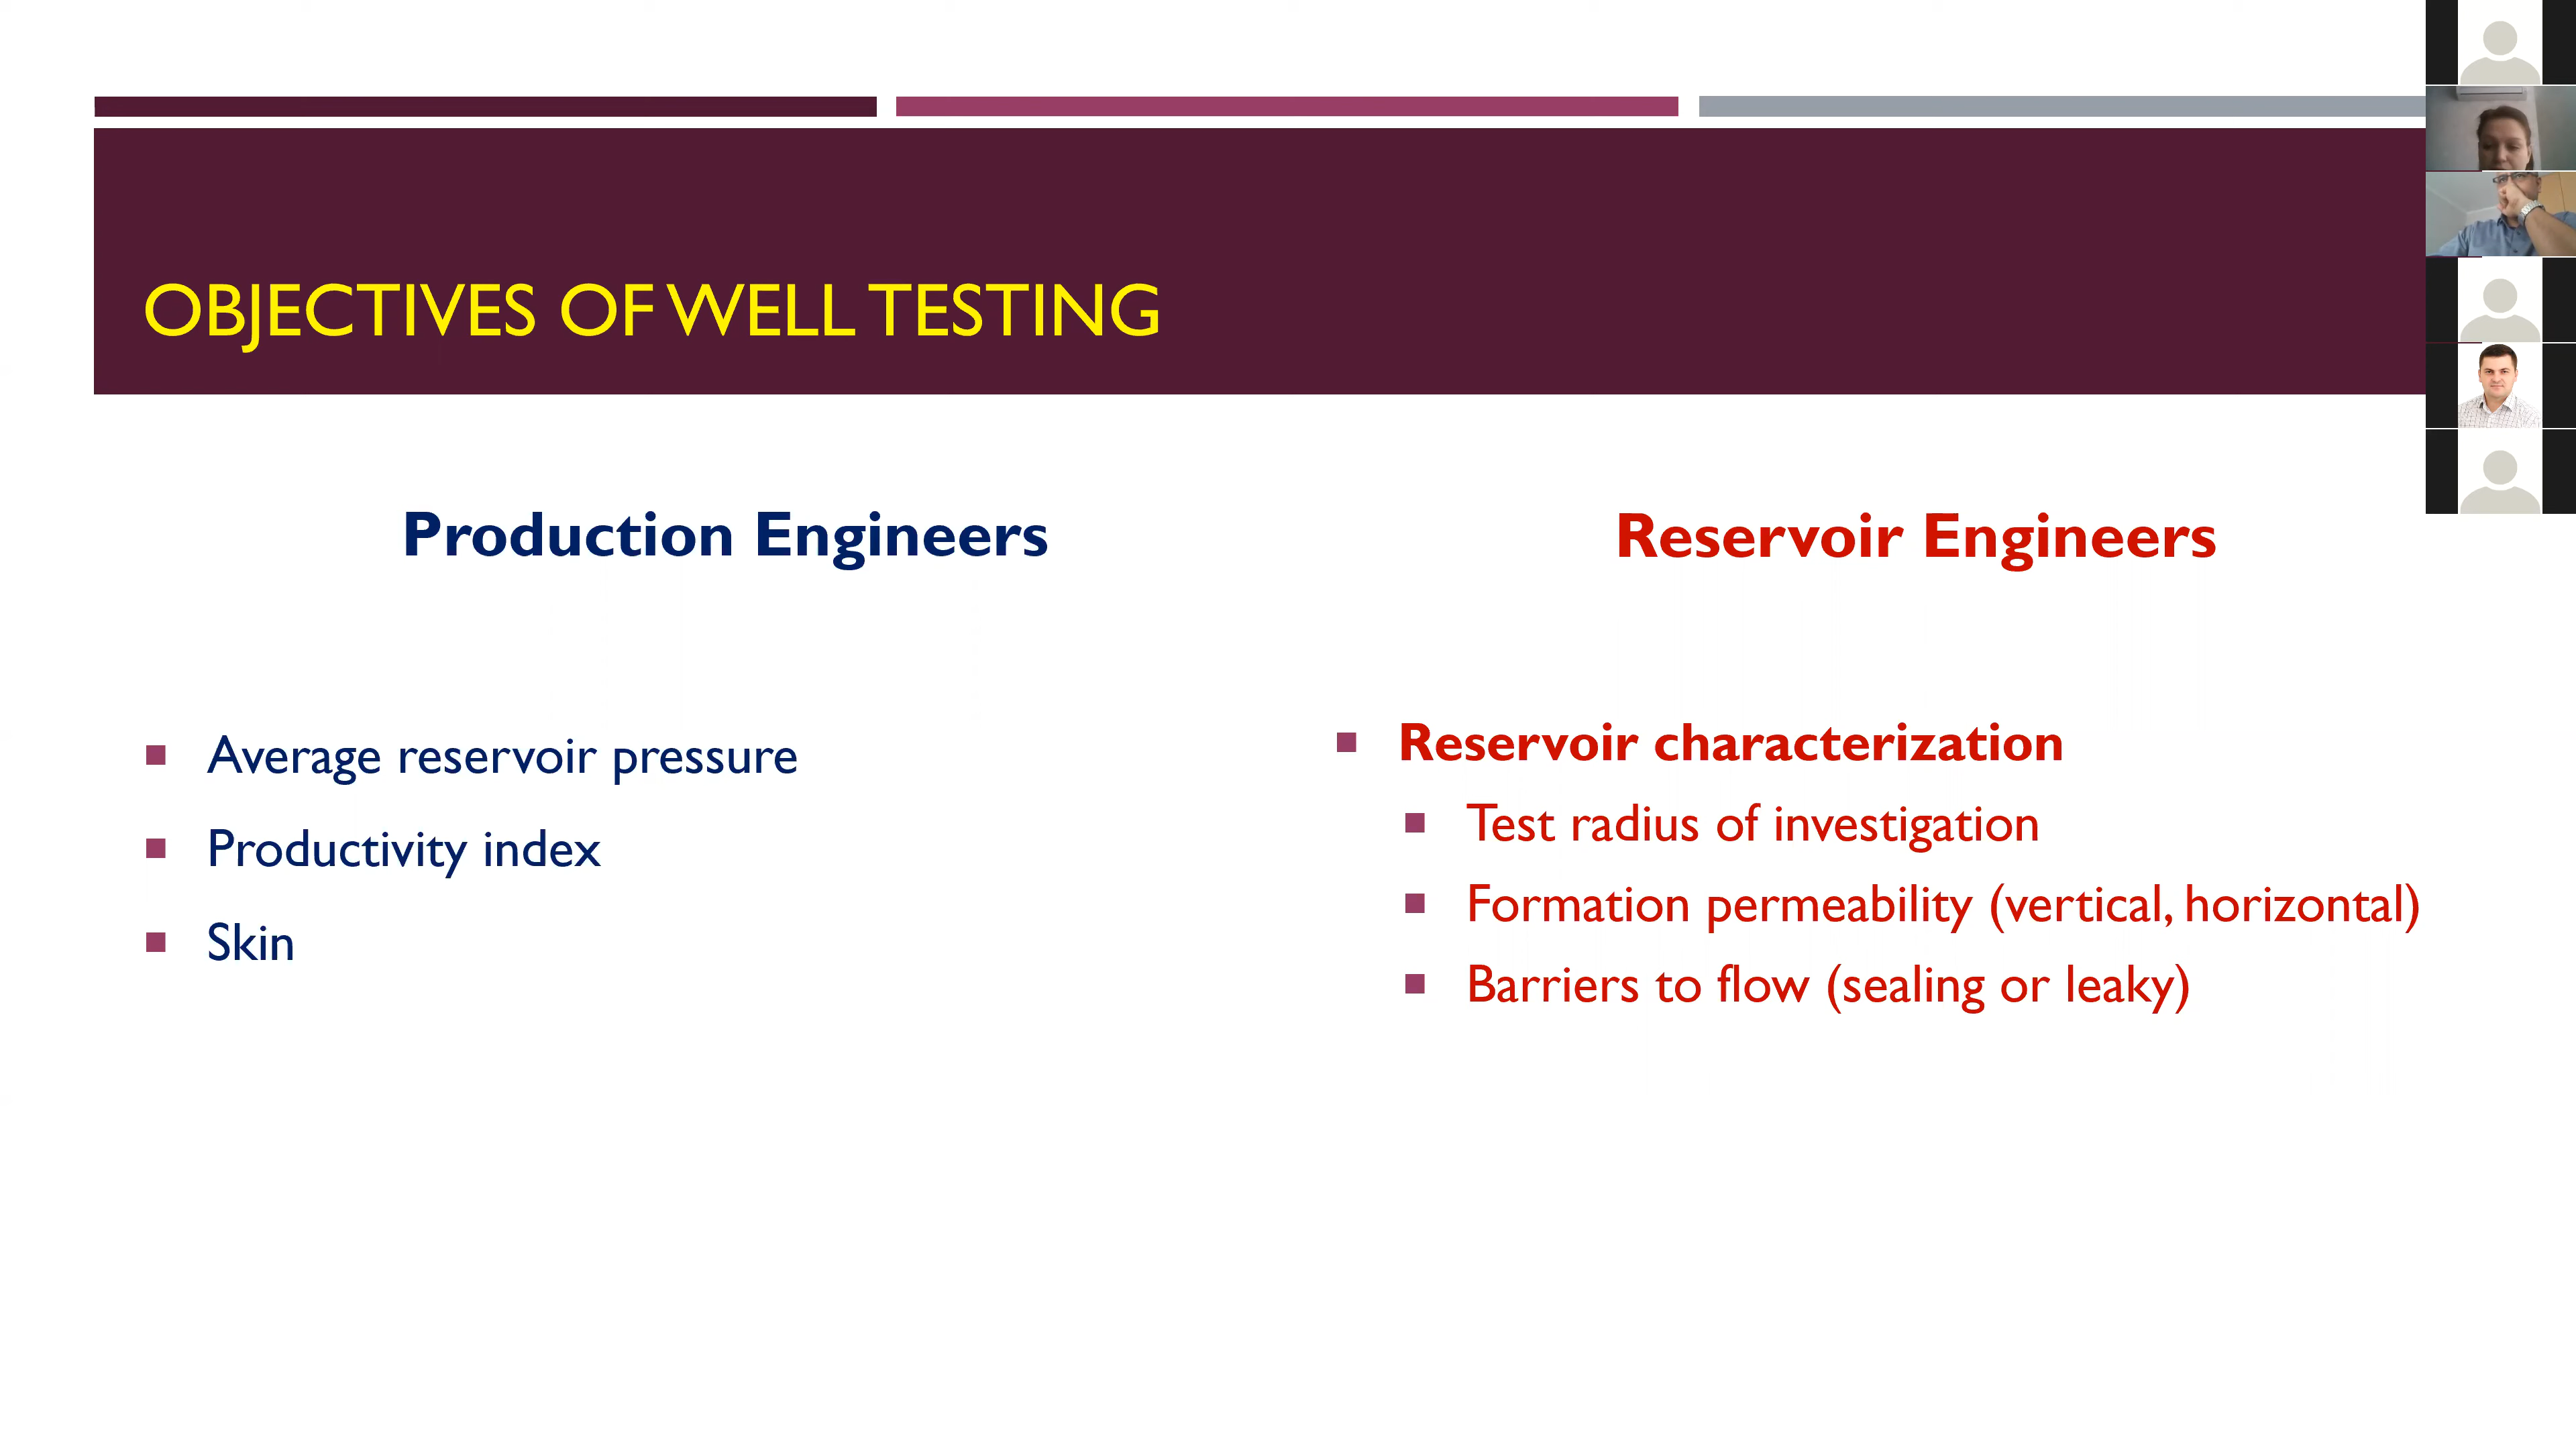 OBJECTIVES OF WELL TESTING
Production Engineers
Average reservoir pressure
Productivity index
Skin
Reservoir Engineers
Reservoir characterization
Test radius of investigation
Formation permeability (vertical, horizontal)
Barriers to flow (sealing or leaky)